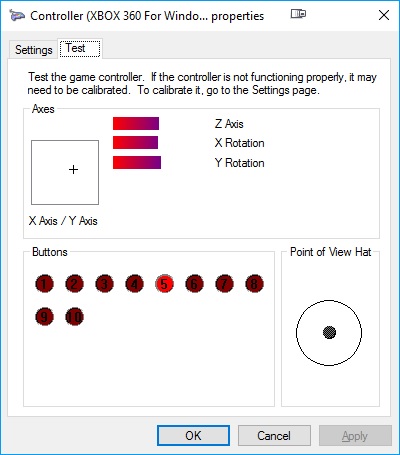 Controller (XBOX 360 For Windo... properties
Settings
Test
Test the game controller. If the controller is not functioning properly, it may
need to be calibrated. To calibrate it, go to the Settings page.
Axes
Z Axis
X Rotation
Y Rotation
X Axis / Y Axis
Buttons
1 2 3 4 5 6 7 8
9 10
Point of View Hat
OK
Cancel
Apply